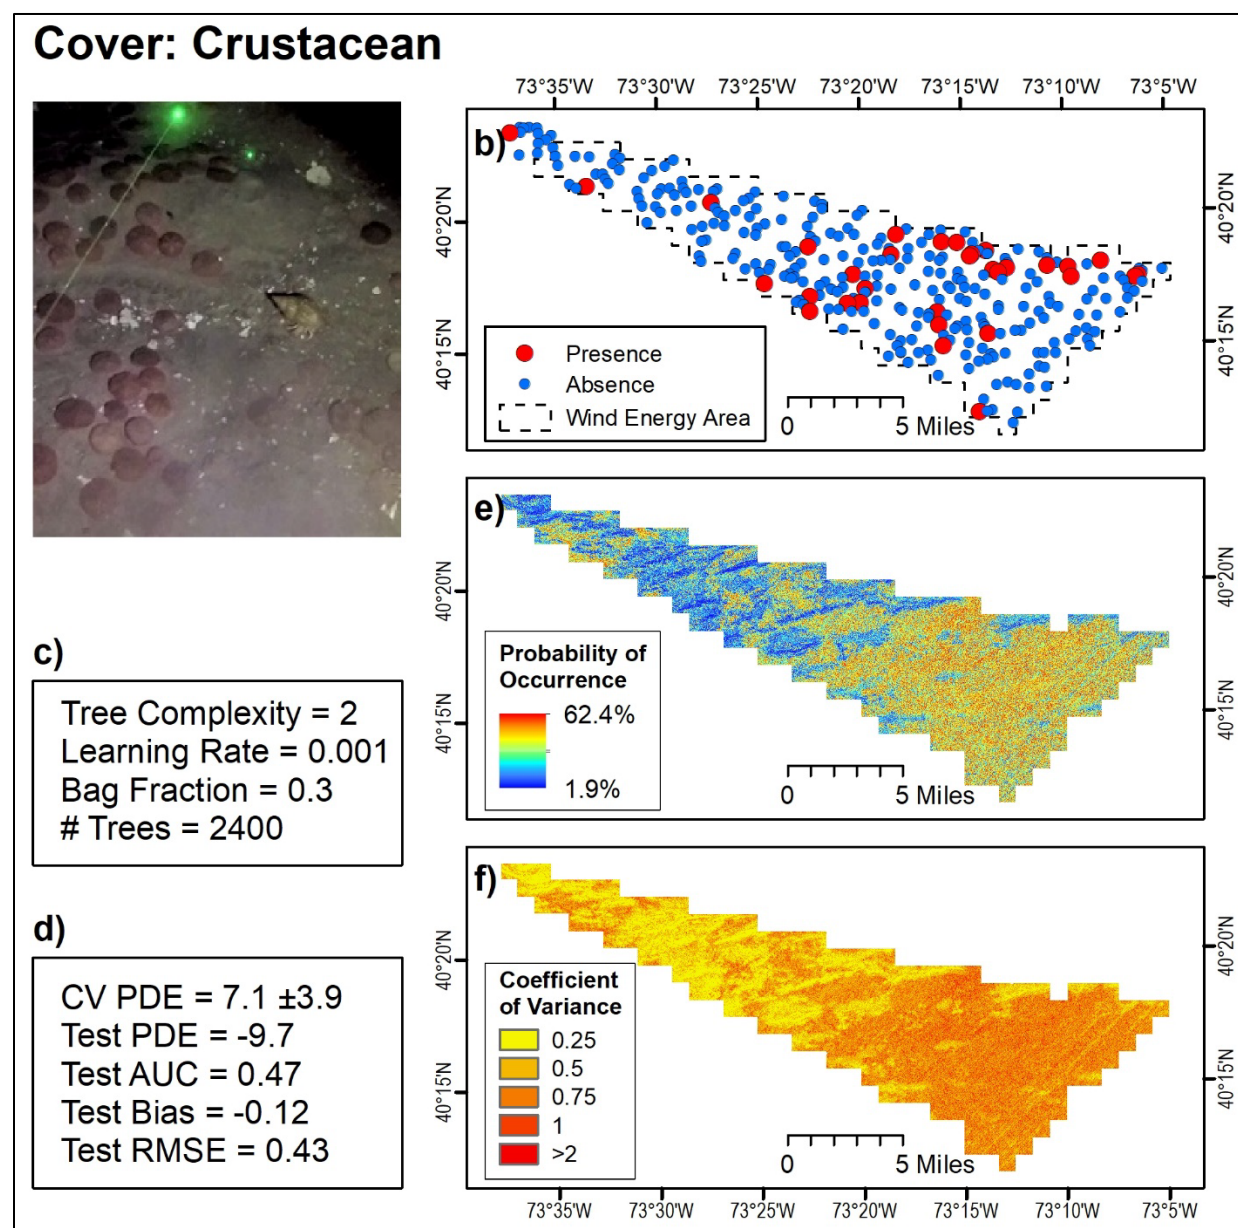 Cover: Crustacean
73°35'W 73°30'W 73°25'W 73°20'W 73°15'W 73°10'W 73°5'W
b)
40°20'N
40°15'N
40°20'N
40°15'N
Presence
Absence
Wind Energy Area
0 5 Miles
e)
40°20'N
40°15'N
40°20'N
40°15'N
Probability of
Occurrence
62.4%
1.9%
0 5 Miles
c)
Tree Complexity = 2
Learning Rate = 0.001
Bag Fraction = 0.3
# Trees = 2400
f)
40°20'N
40°15'N
40°20'N
40°15'N
Coefficient
of Variance
0.25
0.5
0.75
1
>2
0 5 Miles
d)
CV PDE = 7.1 ±3.9
Test PDE = -9.7
Test AUC = 0.47
Test Bias = -0.12
Test RMSE = 0.43
73°35'W 73°30'W 73°25'W 73°20'W 73°15'W 73°10'W 73°5'W